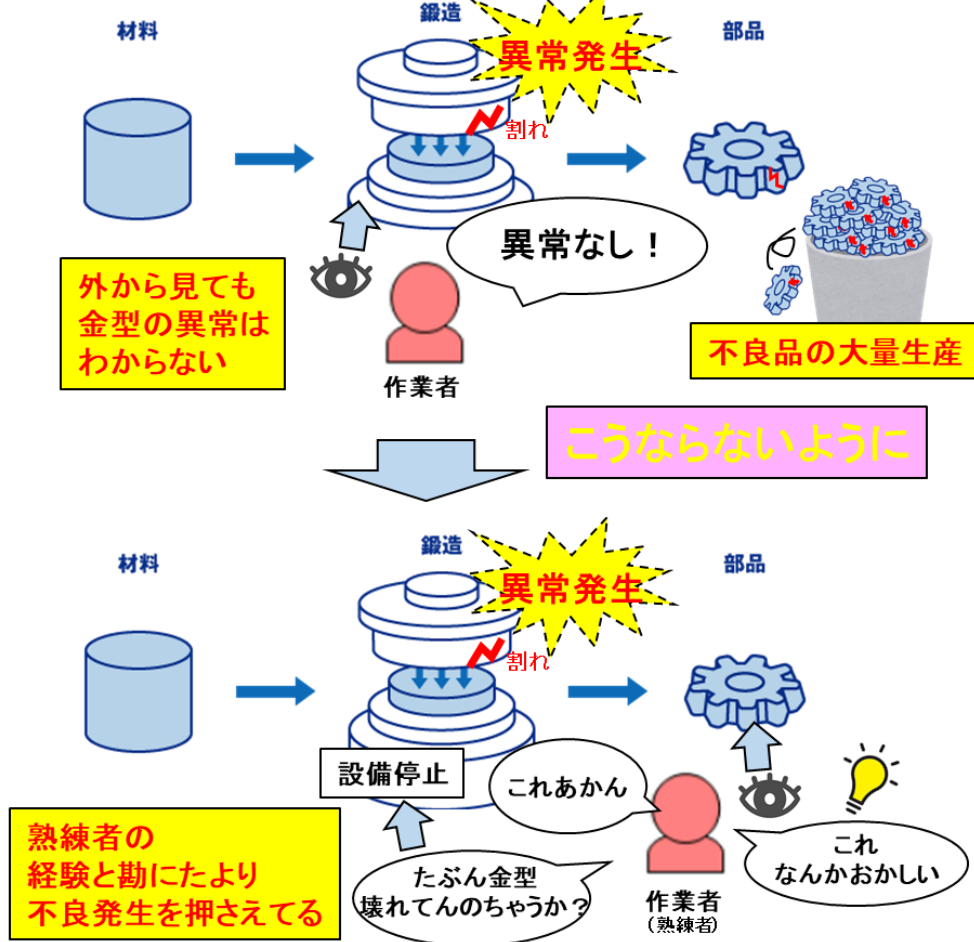 材料
鍛造
部品
異常発生
割れ
異常なし！
外から見ても
金型の異常は
わからない
作業者
不良品の大量生産
こうならないように
材料
鍛造
部品
異常発生
割れ
設備停止
これあかん
熟練者の
経験と勘にたより
不良発生を押さえてる
たぶん金型
壊れてんのちゃうか？
作業者
（熟練者）
これ
なんかおかしい